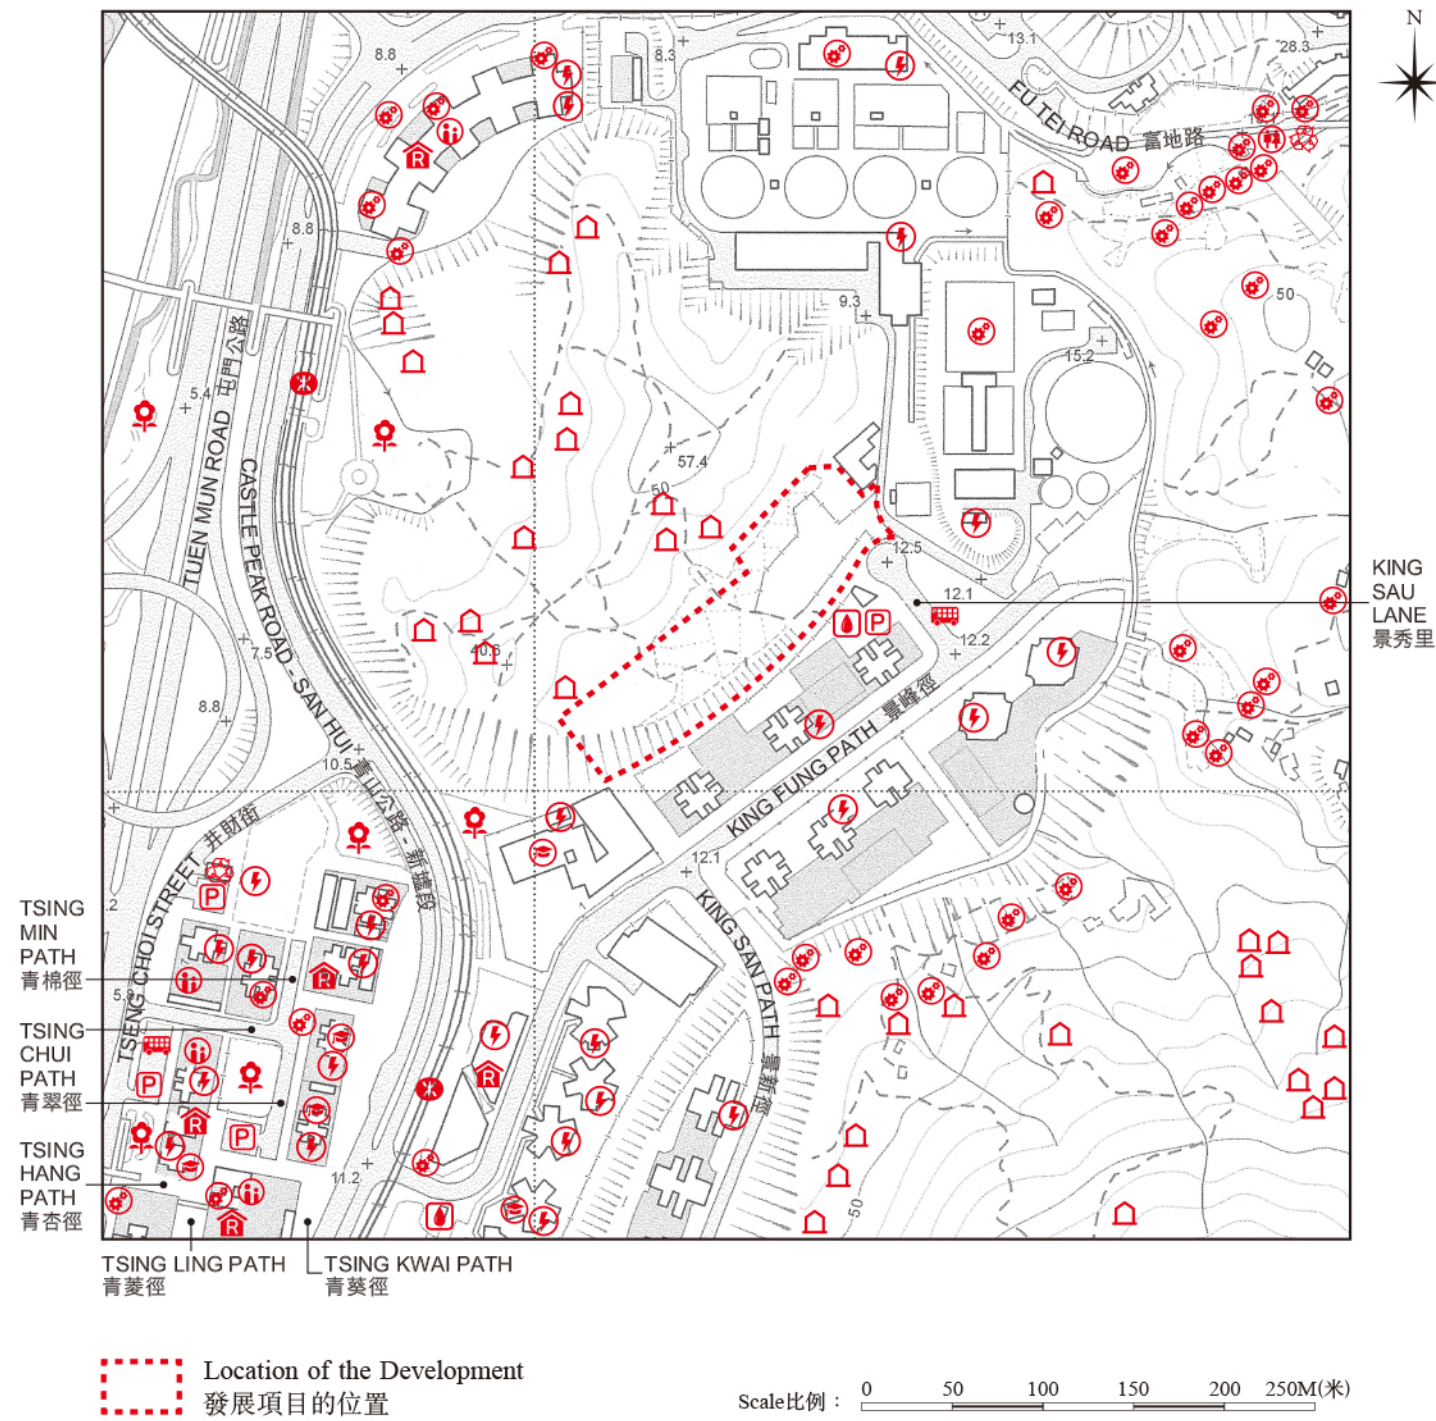 N
8.8
8.3
13.1
28.3
FU TEI ROAD 富地路
8.8
9.3
50
15.2
5.4
TUEN MUN ROAD 屯門公路
57.4
50
CASTLE PEAK ROAD - SAN HUI 青山公路 - 新墟段
12.5
12.1
KING
SAU
LANE
景秀里
12.2
7.5
40.6
8.8
KING FUNG PATH 景峰徑
10.5
TSENG CHOI STREET 井財街
12.1
KING SAN PATH 景新徑
.2
TSING
MIN
PATH
青棉徑
R
P
5.8
TSING
CHUI
PATH
青翠徑
TSING
HANG
PATH
青杏徑
11.2
50
TSING LING PATH
青菱徑
TSING KWAI PATH
青葵徑
Location of the Development
發展項目的位置
Scale比例：
0 50 100 150 200 250M(米)